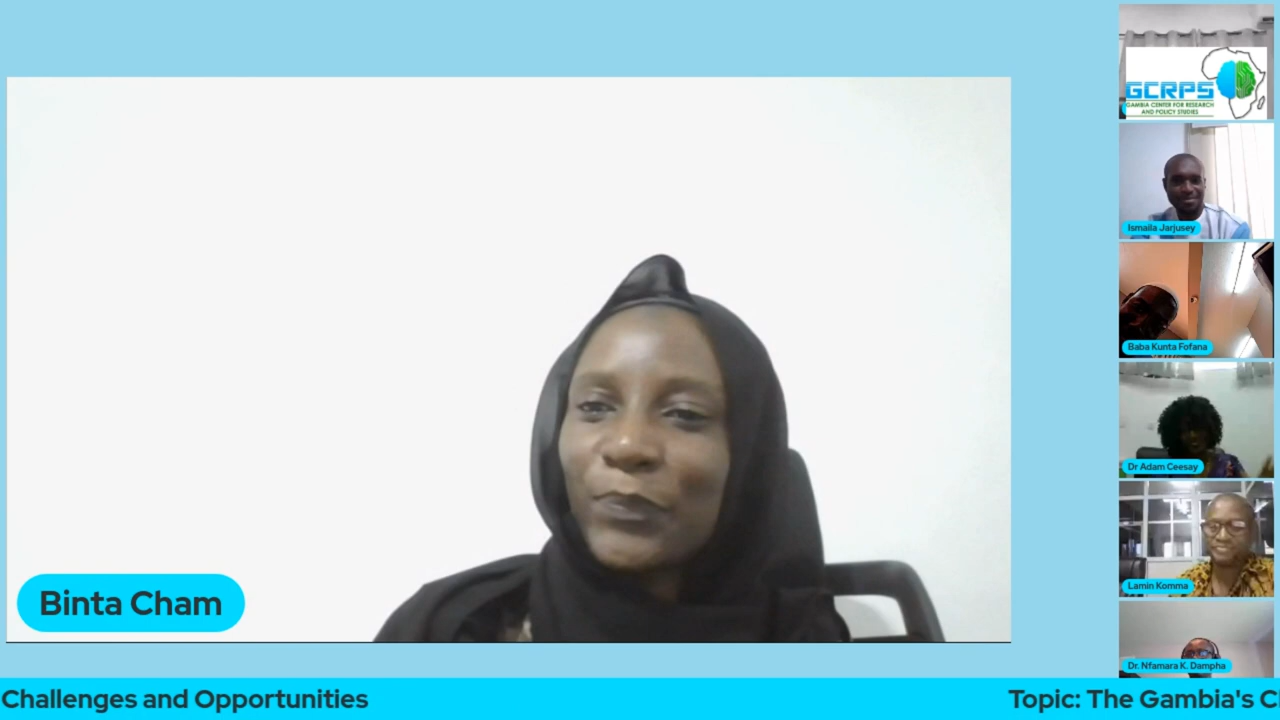 GCRPS
GAMBIA CENTER FOR RESEARCH
AND POLICY STUDIES
Ismaila Jarjusey
Baba Kunta Fofana
Dr Adam Ceesay
Lamin Komma
Dr. Nfamara K. Dampha
Binta Cham
Challenges and Opportunities
Topic: The Gambia's C